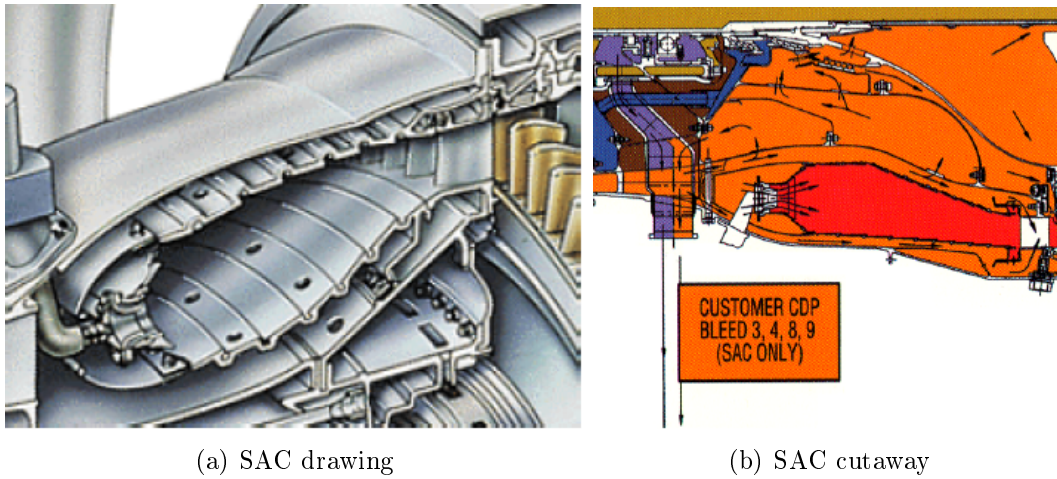 CUSTOMER CDP
BLEED 3, 4, 8, 9
(SAC ONLY)
(a) SAC drawing
(b) SAC cutaway